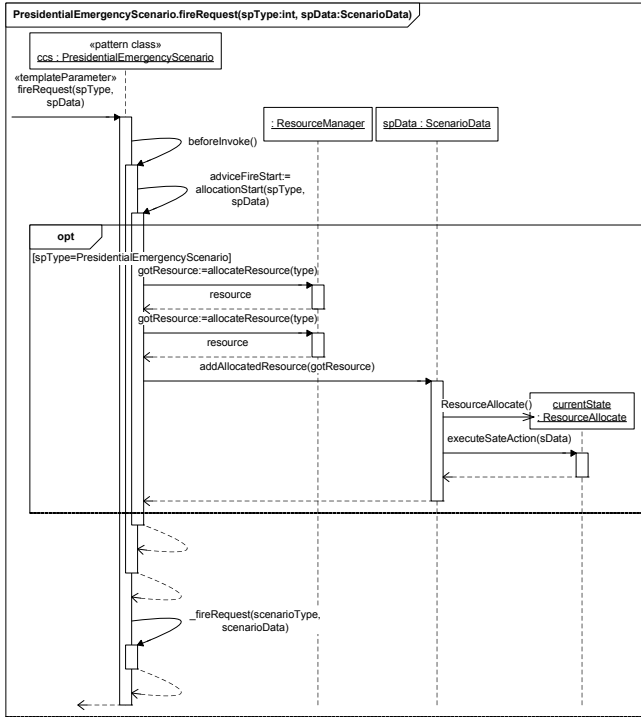 PresidentialEmergencyScenario.fireRequest(spType:int, spData:ScenarioData)
«pattern class»
ccs : PresidentialEmergencyScenario
«templateParameter»
fireRequest(spType,
spData)
: ResourceManager
spData : ScenarioData
beforeInvoke()
adviceFireStart:=
allocationStart(spType,
spData)
opt
[spType=PresidentialEmergencyScenario]
gotResource:=allocateResource(type)
resource
gotResource:=allocateResource(type)
resource
addAllocatedResource(gotResource)
ResourceAllocate()
currentState
: ResourceAllocate
executeSateAction(sData)
_fireRequest(scenarioType,
scenarioData)